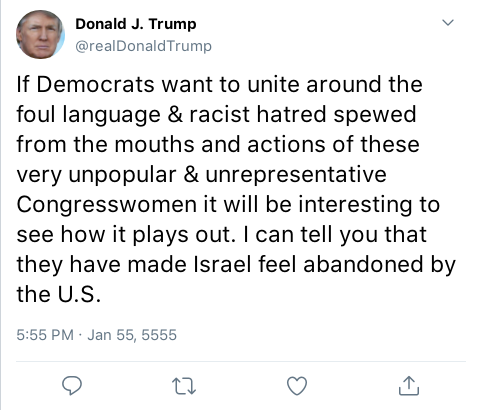 Donald J. Trump
@realDonaldTrump
If Democrats want to unite around the
foul language & racist hatred spewed
from the mouths and actions of these
very unpopular & unrepresentative
Congresswomen it will be interesting to
see how it plays out. I can tell you that
they have made Israel feel abandoned by
the U.S.
5:55 PM · Jan 55, 5555